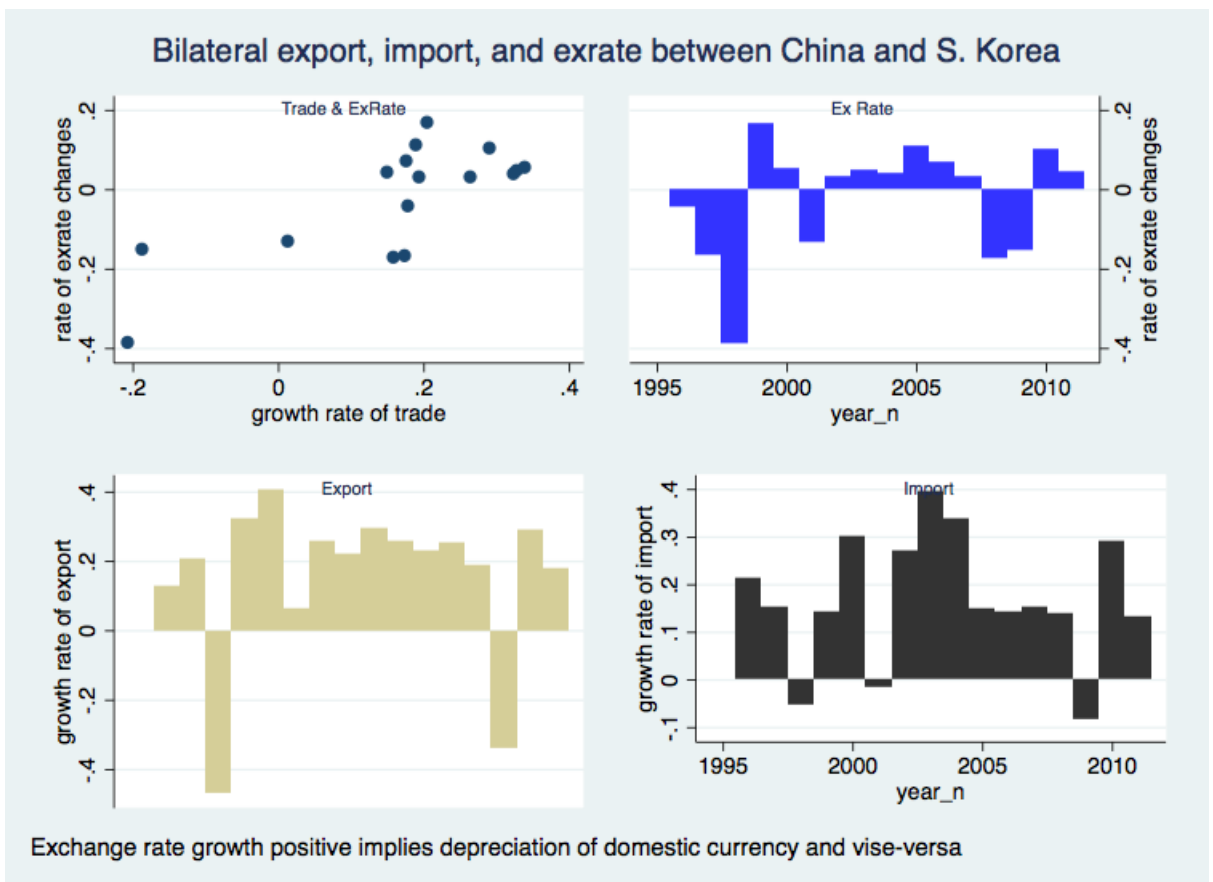 Bilateral export, import, and exrate between China and S. Korea
Trade & ExRate
rate of exrate changes
.2
0
-.2
-.4
-.2
0
.2
.4
growth rate of trade
Ex Rate
.2
0
-.2
-.4
rate of exrate changes
1995
2000
2005
2010
year_n
Export
growth rate of export
.4
.2
0
-.2
-.4
Import
growth rate of import
.4
.3
.2
.1
0
-.1
1995
2000
2005
2010
year_n
Exchange rate growth positive implies depreciation of domestic currency and vise-versa